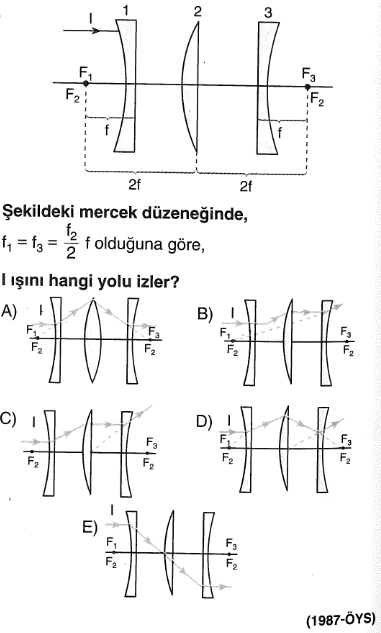 1 2 3
I
F₁ F₃
F₂ F₂
f f
2f 2f
Şekildeki mercek düzeneğinde,
f₁ = f₃ = f₂/2 f olduğuna göre,
I ışını hangi yolu izler?
A) I F₁ F₂ F₃ F₂
B) I F₁ F₂ F₃ F₂
C) I F₂ F₃ F₂
D) I F₁ F₂ F₃ F₂
E) I F₁ F₂ F₃ F₂
(1987-ÖYS)